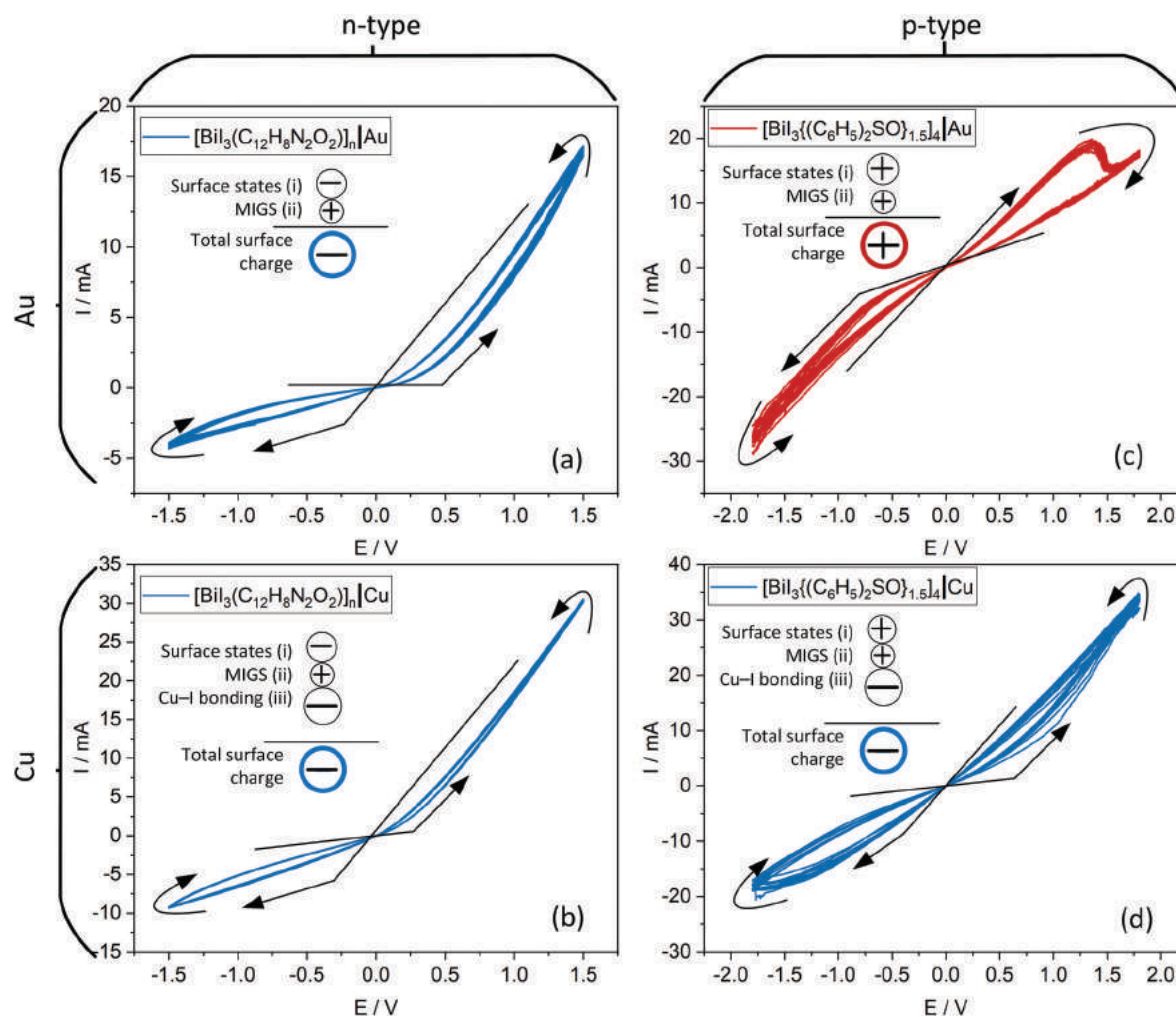 n-type
p-type
Au
Cu
20
15
10
5
0
-5
I / mA
[BiI₃(C₁₂H₈N₂O₂)]ₙ|Au
Surface states (i) −
MIGS (ii) +
Total surface
charge −
(a)
-1.5 -1.0 -0.5 0.0 0.5 1.0 1.5
E / V
20
10
0
-10
-20
-30
I / mA
[BiI₃{(C₆H₅)₂SO}₁.₅]₄|Au
Surface states (i) +
MIGS (ii) +
Total surface
charge +
(c)
-2.0 -1.5 -1.0 -0.5 0.0 0.5 1.0 1.5 2.0
E / V
35
30
25
20
15
10
5
0
-5
-10
15
I / mA
[BiI₃(C₁₂H₈N₂O₂)]ₙ|Cu
Surface states (i) −
MIGS (ii) +
Cu–I bonding (iii) −
Total surface
charge −
(b)
-1.5 -1.0 -0.5 0.0 0.5 1.0 1.5
E / V
40
30
20
10
0
-10
-20
-30
I / mA
[BiI₃{(C₆H₅)₂SO}₁.₅]₄|Cu
Surface states (i) +
MIGS (ii) +
Cu–I bonding (iii) −
Total surface
charge −
(d)
-2.0 -1.5 -1.0 -0.5 0.0 0.5 1.0 1.5 2.0
E / V